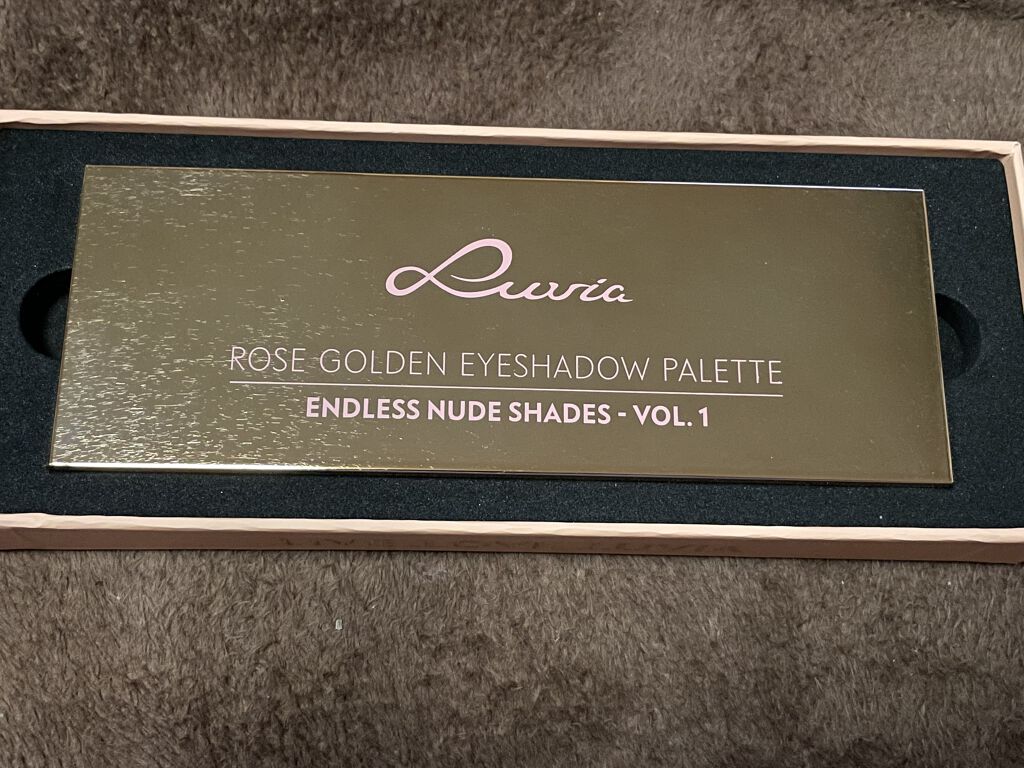 Luvia
ROSE GOLDEN EYESHADOW PALETTE
ENDLESS NUDE SHADES - VOL. 1